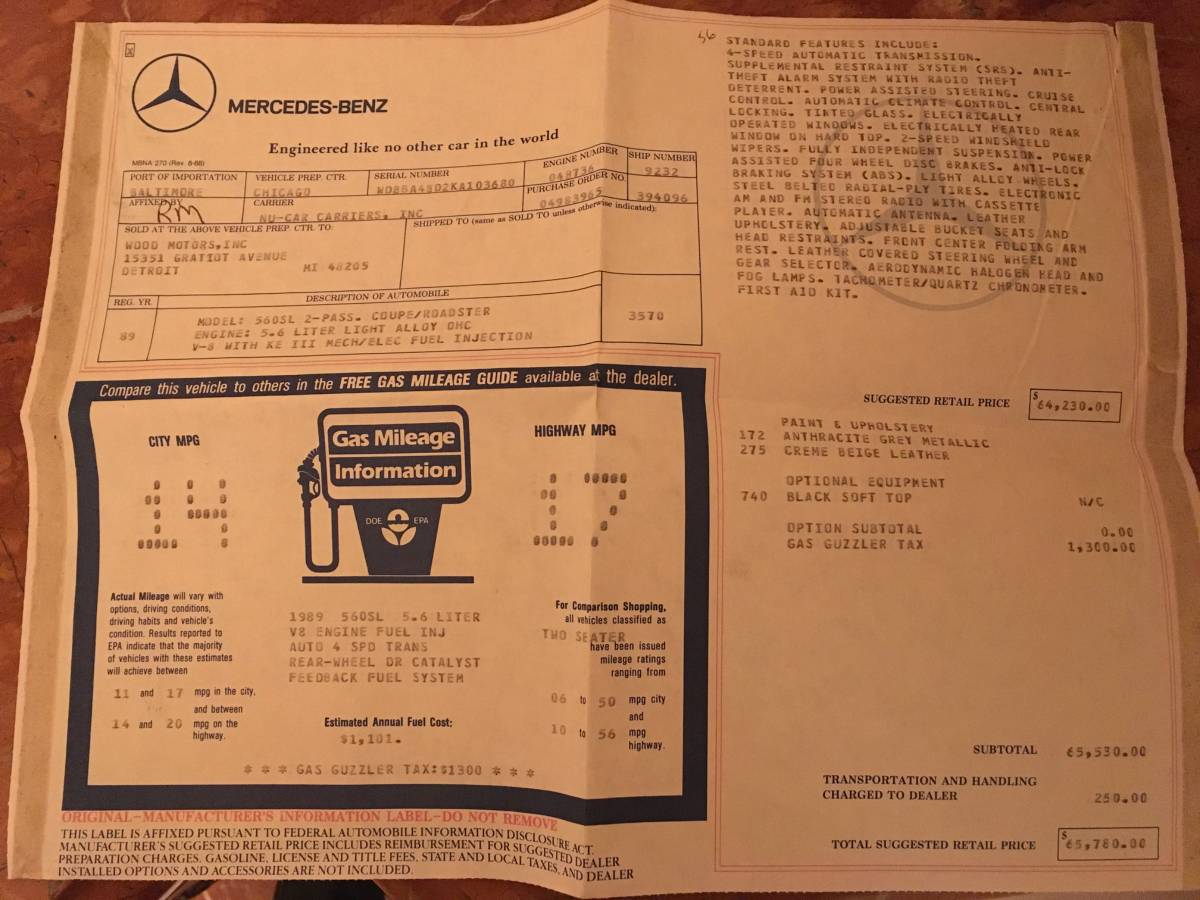 MERCEDES-BENZ
Engineered like no other car in the world
MBNA 270 (Rev. 8-88)
PORT OF IMPORTATION
BALTIMORE
VEHICLE PREP. CTR.
CHICAGO
SERIAL NUMBER
WDBBA48D2KA103680
ENGINE NUMBER
048736
SHIP NUMBER
9232
AFFIXED BY
RM
CARRIER
NU-CAR CARRIERS, INC
PURCHASE ORDER NO.
04983965
394096
SOLD AT THE ABOVE VEHICLE PREP. CTR. TO:
WOOD MOTORS,INC
15351 GRATIOT AVENUE
DETROIT MI 48205
SHIPPED TO (same as SOLD TO unless otherwise indicated):
REG. YR.
89
DESCRIPTION OF AUTOMOBILE
MODEL: 560SL 2-PASS. COUPE/ROADSTER
ENGINE: 5.6 LITER LIGHT ALLOY OHC
V-8 WITH KE III MECH/ELEC FUEL INJECTION
3570
Compare this vehicle to others in the FREE GAS MILEAGE GUIDE available at the dealer.
CITY MPG
14
Gas Mileage
Information
DOE EPA
HIGHWAY MPG
17
Actual Mileage will vary with
options, driving conditions,
driving habits and vehicle's
condition. Results reported to
EPA indicate that the majority
of vehicles with these estimates
will achieve between
11 and 17 mpg in the city,
and between
14 and 20 mpg on the
highway.
1989 560SL 5.6 LITER
V8 ENGINE FUEL INJ
AUTO 4 SPD TRANS
REAR-WHEEL DR CATALYST
FEEDBACK FUEL SYSTEM
Estimated Annual Fuel Cost:
$1,101.
For Comparison Shopping,
all vehicles classified as
TWO SEATER
have been issued
mileage ratings
ranging from
06 to 50 mpg city
and
10 to 56 mpg
highway.
* * * GAS GUZZLER TAX:$1300 * * *
ORIGINAL-MANUFACTURER'S INFORMATION LABEL-DO NOT REMOVE
THIS LABEL IS AFFIXED PURSUANT TO FEDERAL AUTOMOBILE INFORMATION DISCLOSURE ACT.
MANUFACTURER'S SUGGESTED RETAIL PRICE INCLUDES REIMBURSEMENT FOR SUGGESTED DEALER
PREPARATION CHARGES. GASOLINE, LICENSE AND TITLE FEES, STATE AND LOCAL TAXES, AND DEALER
INSTALLED OPTIONS AND ACCESSORIES ARE NOT INCLUDED.
56
STANDARD FEATURES INCLUDE:
4-SPEED AUTOMATIC TRANSMISSION.
SUPPLEMENTAL RESTRAINT SYSTEM (SRS). ANTI-
THEFT ALARM SYSTEM WITH RADIO THEFT
DETERRENT. POWER ASSISTED STEERING. CRUISE
CONTROL. AUTOMATIC CLIMATE CONTROL. CENTRAL
LOCKING. TINTED GLASS. ELECTRICALLY
OPERATED WINDOWS. ELECTRICALLY HEATED REAR
WINDOW ON HARD TOP. 2-SPEED WINDSHIELD
WIPERS. FULLY INDEPENDENT SUSPENSION. POWER
ASSISTED FOUR WHEEL DISC BRAKES. ANTI-LOCK
BRAKING SYSTEM (ABS). LIGHT ALLOY WHEELS.
STEEL BELTED RADIAL-PLY TIRES. ELECTRONIC
AM AND FM STEREO RADIO WITH CASSETTE
PLAYER. AUTOMATIC ANTENNA. LEATHER
UPHOLSTERY. ADJUSTABLE BUCKET SEATS AND
HEAD RESTRAINTS. FRONT CENTER FOLDING ARM
REST. LEATHER COVERED STEERING WHEEL AND
GEAR SELECTOR. AERODYNAMIC HALOGEN HEAD AND
FOG LAMPS. TACHOMETER/QUARTZ CHRONOMETER.
FIRST AID KIT.
SUGGESTED RETAIL PRICE $64,230.00
PAINT & UPHOLSTERY
172 ANTHRACITE GREY METALLIC
275 CREME BEIGE LEATHER
OPTIONAL EQUIPMENT
740 BLACK SOFT TOP N/C
OPTION SUBTOTAL 0.00
GAS GUZZLER TAX 1,300.00
SUBTOTAL 65,530.00
TRANSPORTATION AND HANDLING
CHARGED TO DEALER 250.00
TOTAL SUGGESTED RETAIL PRICE $65,780.00